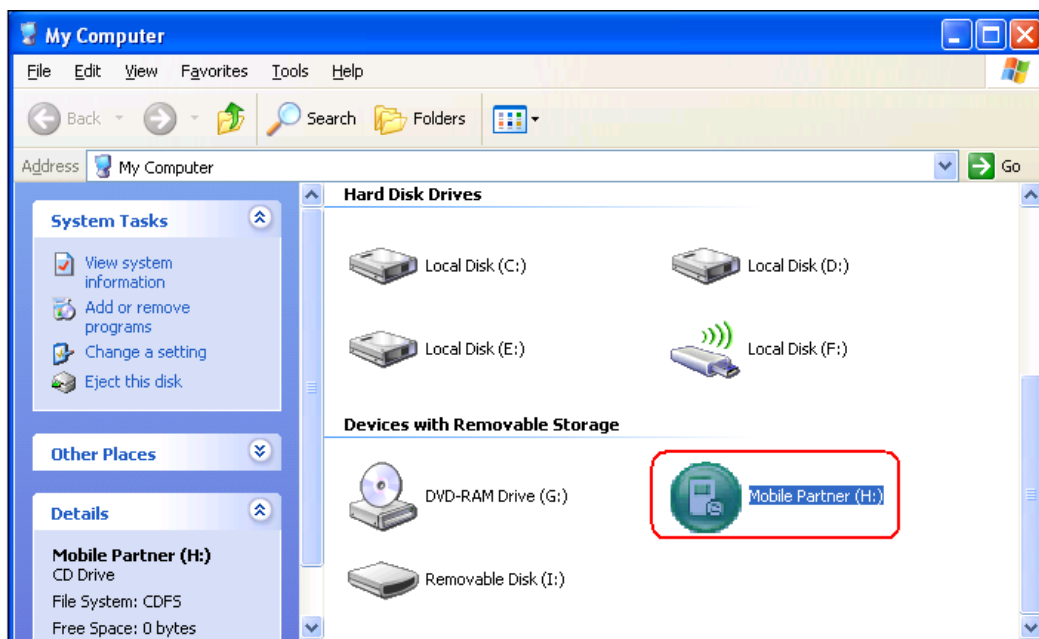 My Computer
File Edit View Favorites Tools Help
Back Search Folders
Address My Computer Go
System Tasks
View system
information
Add or remove
programs
Change a setting
Eject this disk
Other Places
Details
Mobile Partner (H:)
CD Drive
File System: CDFS
Free Space: 0 bytes
Hard Disk Drives
Local Disk (C:) Local Disk (D:)
Local Disk (E:) Local Disk (F:)
Devices with Removable Storage
DVD-RAM Drive (G:) Mobile Partner (H:)
Removable Disk (I:)